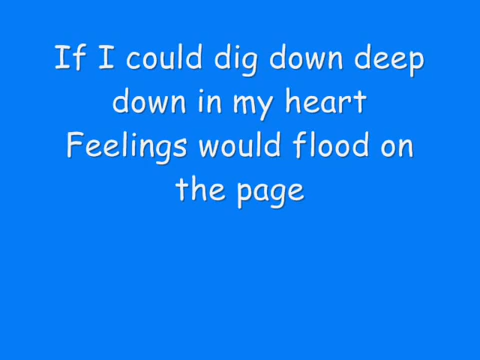 If I could dig down deep
down in my heart
Feelings would flood on
the page